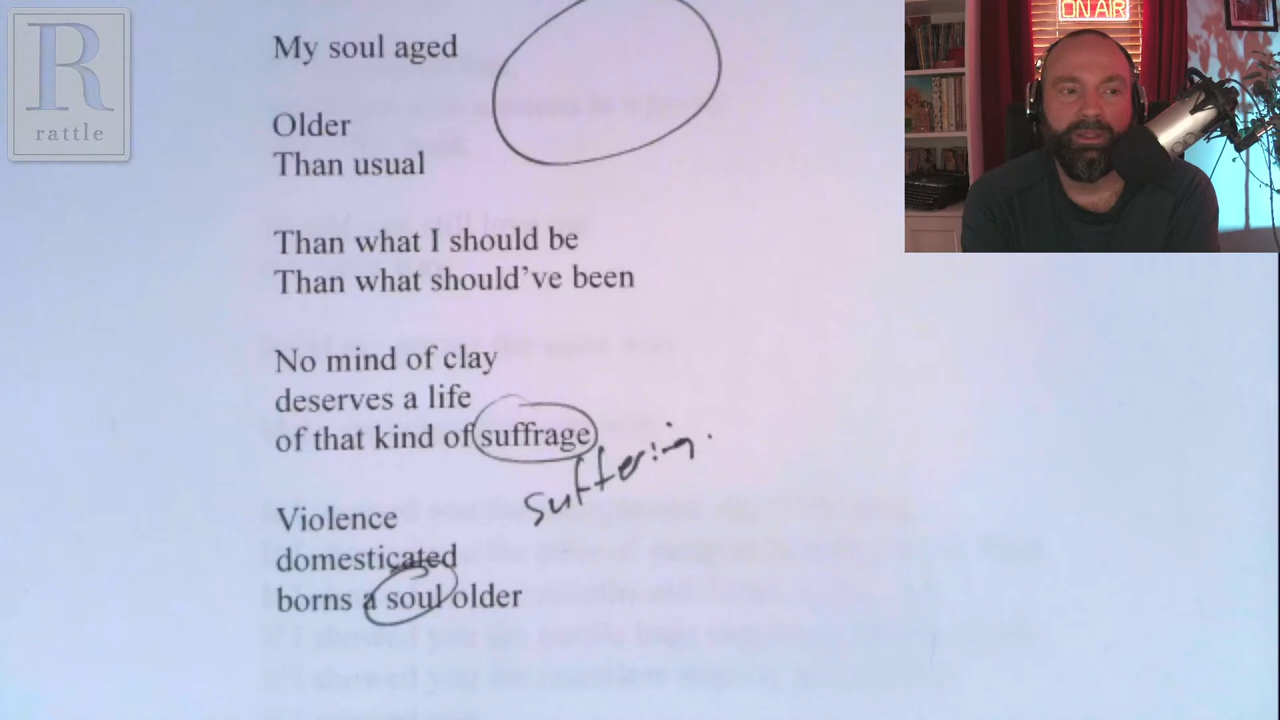 R
rattle
ON AIR
My soul aged
Older
Than usual
Than what I should be
Than what should've been
No mind of clay
deserves a life
of that kind of suffrage
suffering.
Violence
domesticated
borns a soul older